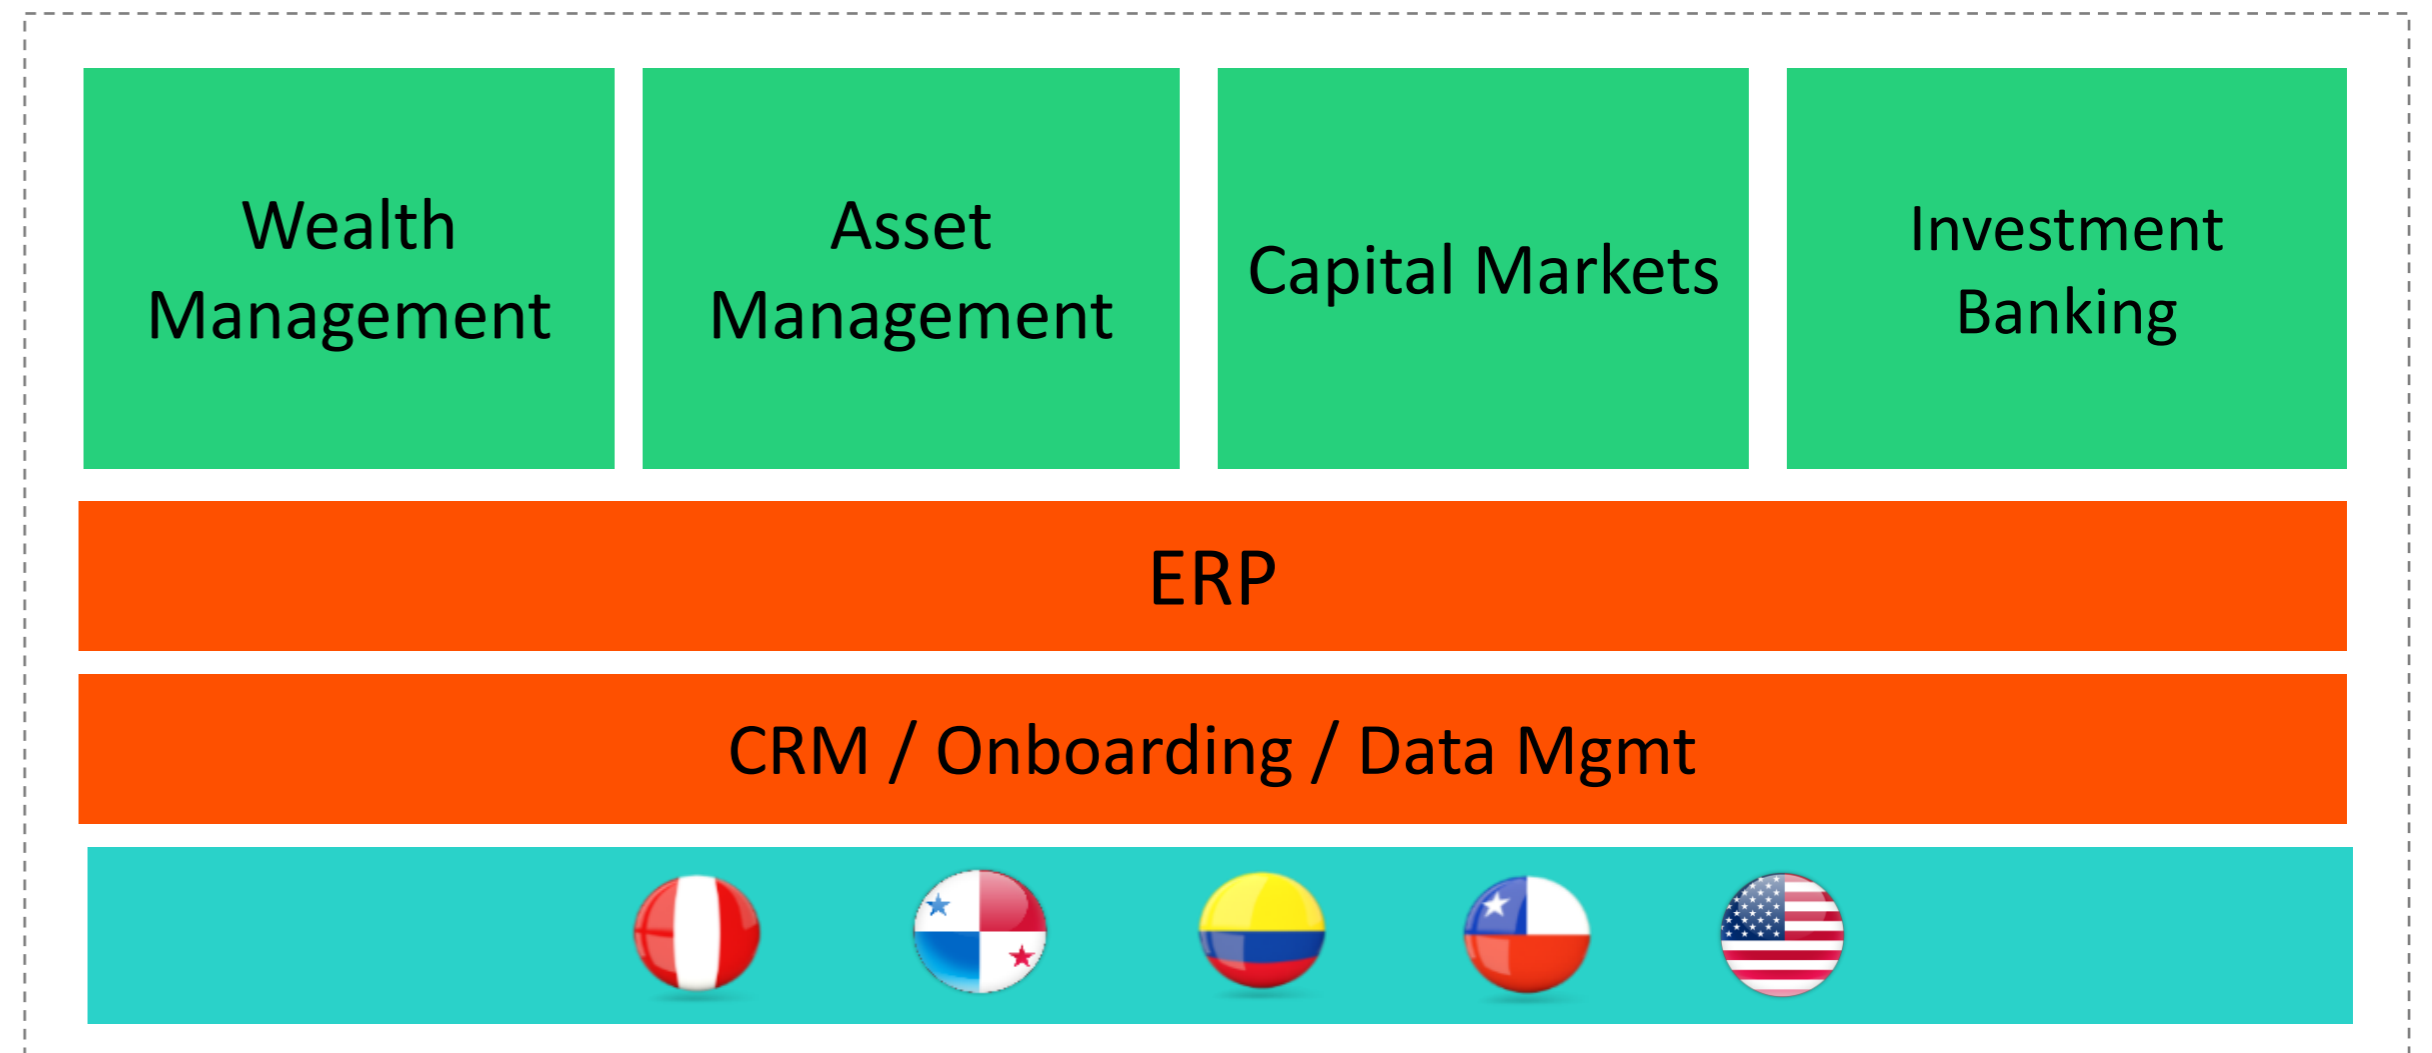 Wealth
Management
Asset
Management
Capital Markets
Investment
Banking
ERP
CRM / Onboarding / Data Mgmt